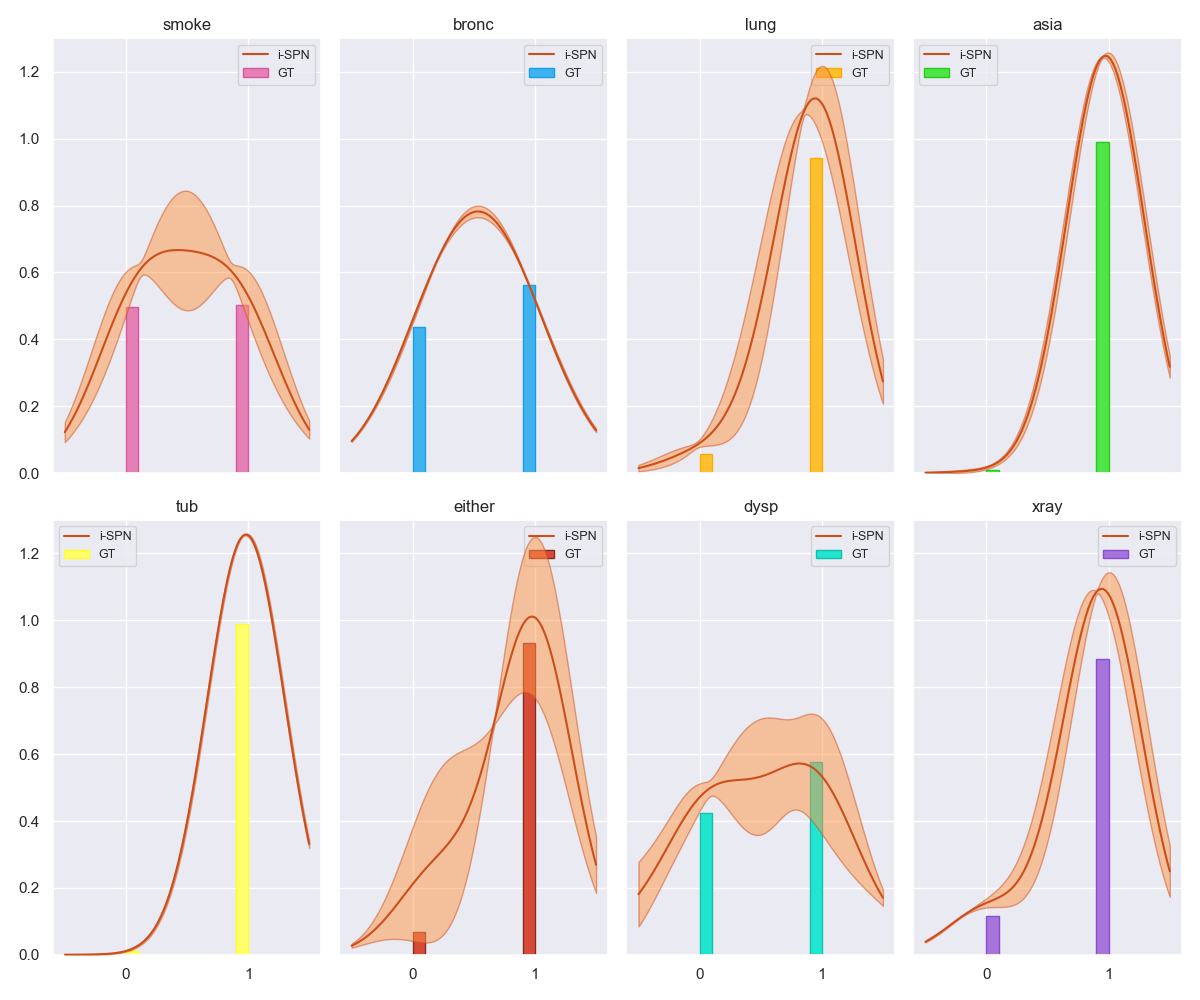 smoke
bronc
lung
asia
i-SPN
GT
i-SPN
GT
i-SPN
GT
i-SPN
GT
1.2
1.0
0.8
0.6
0.4
0.2
0.0
tub
either
dysp
xray
i-SPN
GT
i-SPN
GT
i-SPN
GT
i-SPN
GT
1.2
1.0
0.8
0.6
0.4
0.2
0.0
0 1
0 1
0 1
0 1